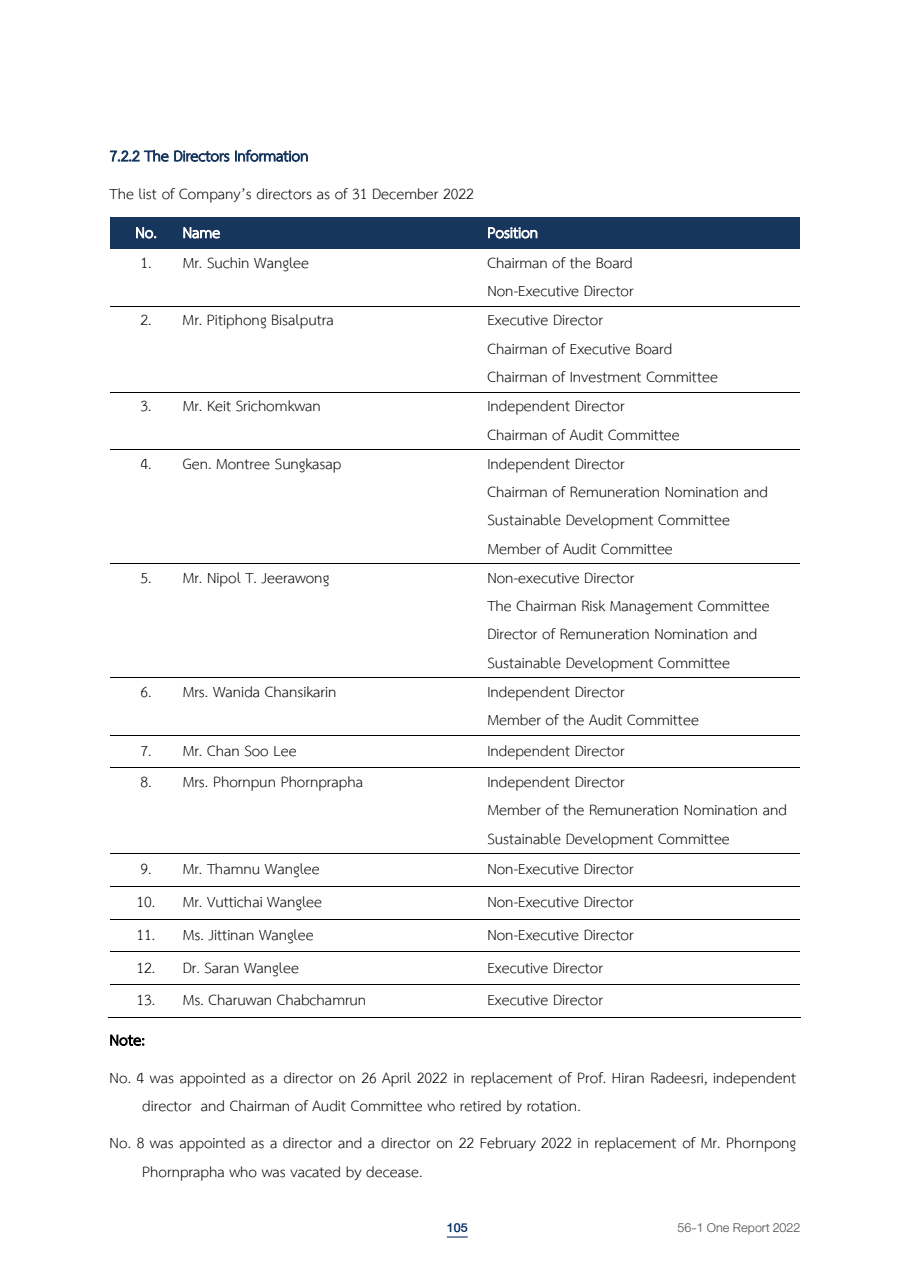 7.2.2 The Directors Information
The list of Company's directors as of 31 December 2022
No. Name Position
1. Mr. Suchin Wanglee Chairman of the Board
Non-Executive Director
2. Mr. Pitiphong Bisalputra Executive Director
Chairman of Executive Board
Chairman of Investment Committee
3. Mr. Keit Srichomkwan Independent Director
Chairman of Audit Committee
4. Gen. Montree Sungkasap Independent Director
Chairman of Remuneration Nomination and
Sustainable Development Committee
Member of Audit Committee
5. Mr. Nipol T. Jeerawong Non-executive Director
The Chairman Risk Management Committee
Director of Remuneration Nomination and
Sustainable Development Committee
6. Mrs. Wanida Chansikarin Independent Director
Member of the Audit Committee
7. Mr. Chan Soo Lee Independent Director
8. Mrs. Phornpun Phornprapha Independent Director
Member of the Remuneration Nomination and
Sustainable Development Committee
9. Mr. Thamnu Wanglee Non-Executive Director
10. Mr. Vuttichai Wanglee Non-Executive Director
11. Ms. Jittinan Wanglee Non-Executive Director
12. Dr. Saran Wanglee Executive Director
13. Ms. Charuwan Chabchamrun Executive Director
Note:
No. 4 was appointed as a director on 26 April 2022 in replacement of Prof. Hiran Radeesri, independent
director and Chairman of Audit Committee who retired by rotation.
No. 8 was appointed as a director and a director on 22 February 2022 in replacement of Mr. Phornpong
Phornprapha who was vacated by decease.
105 56-1 One Report 2022